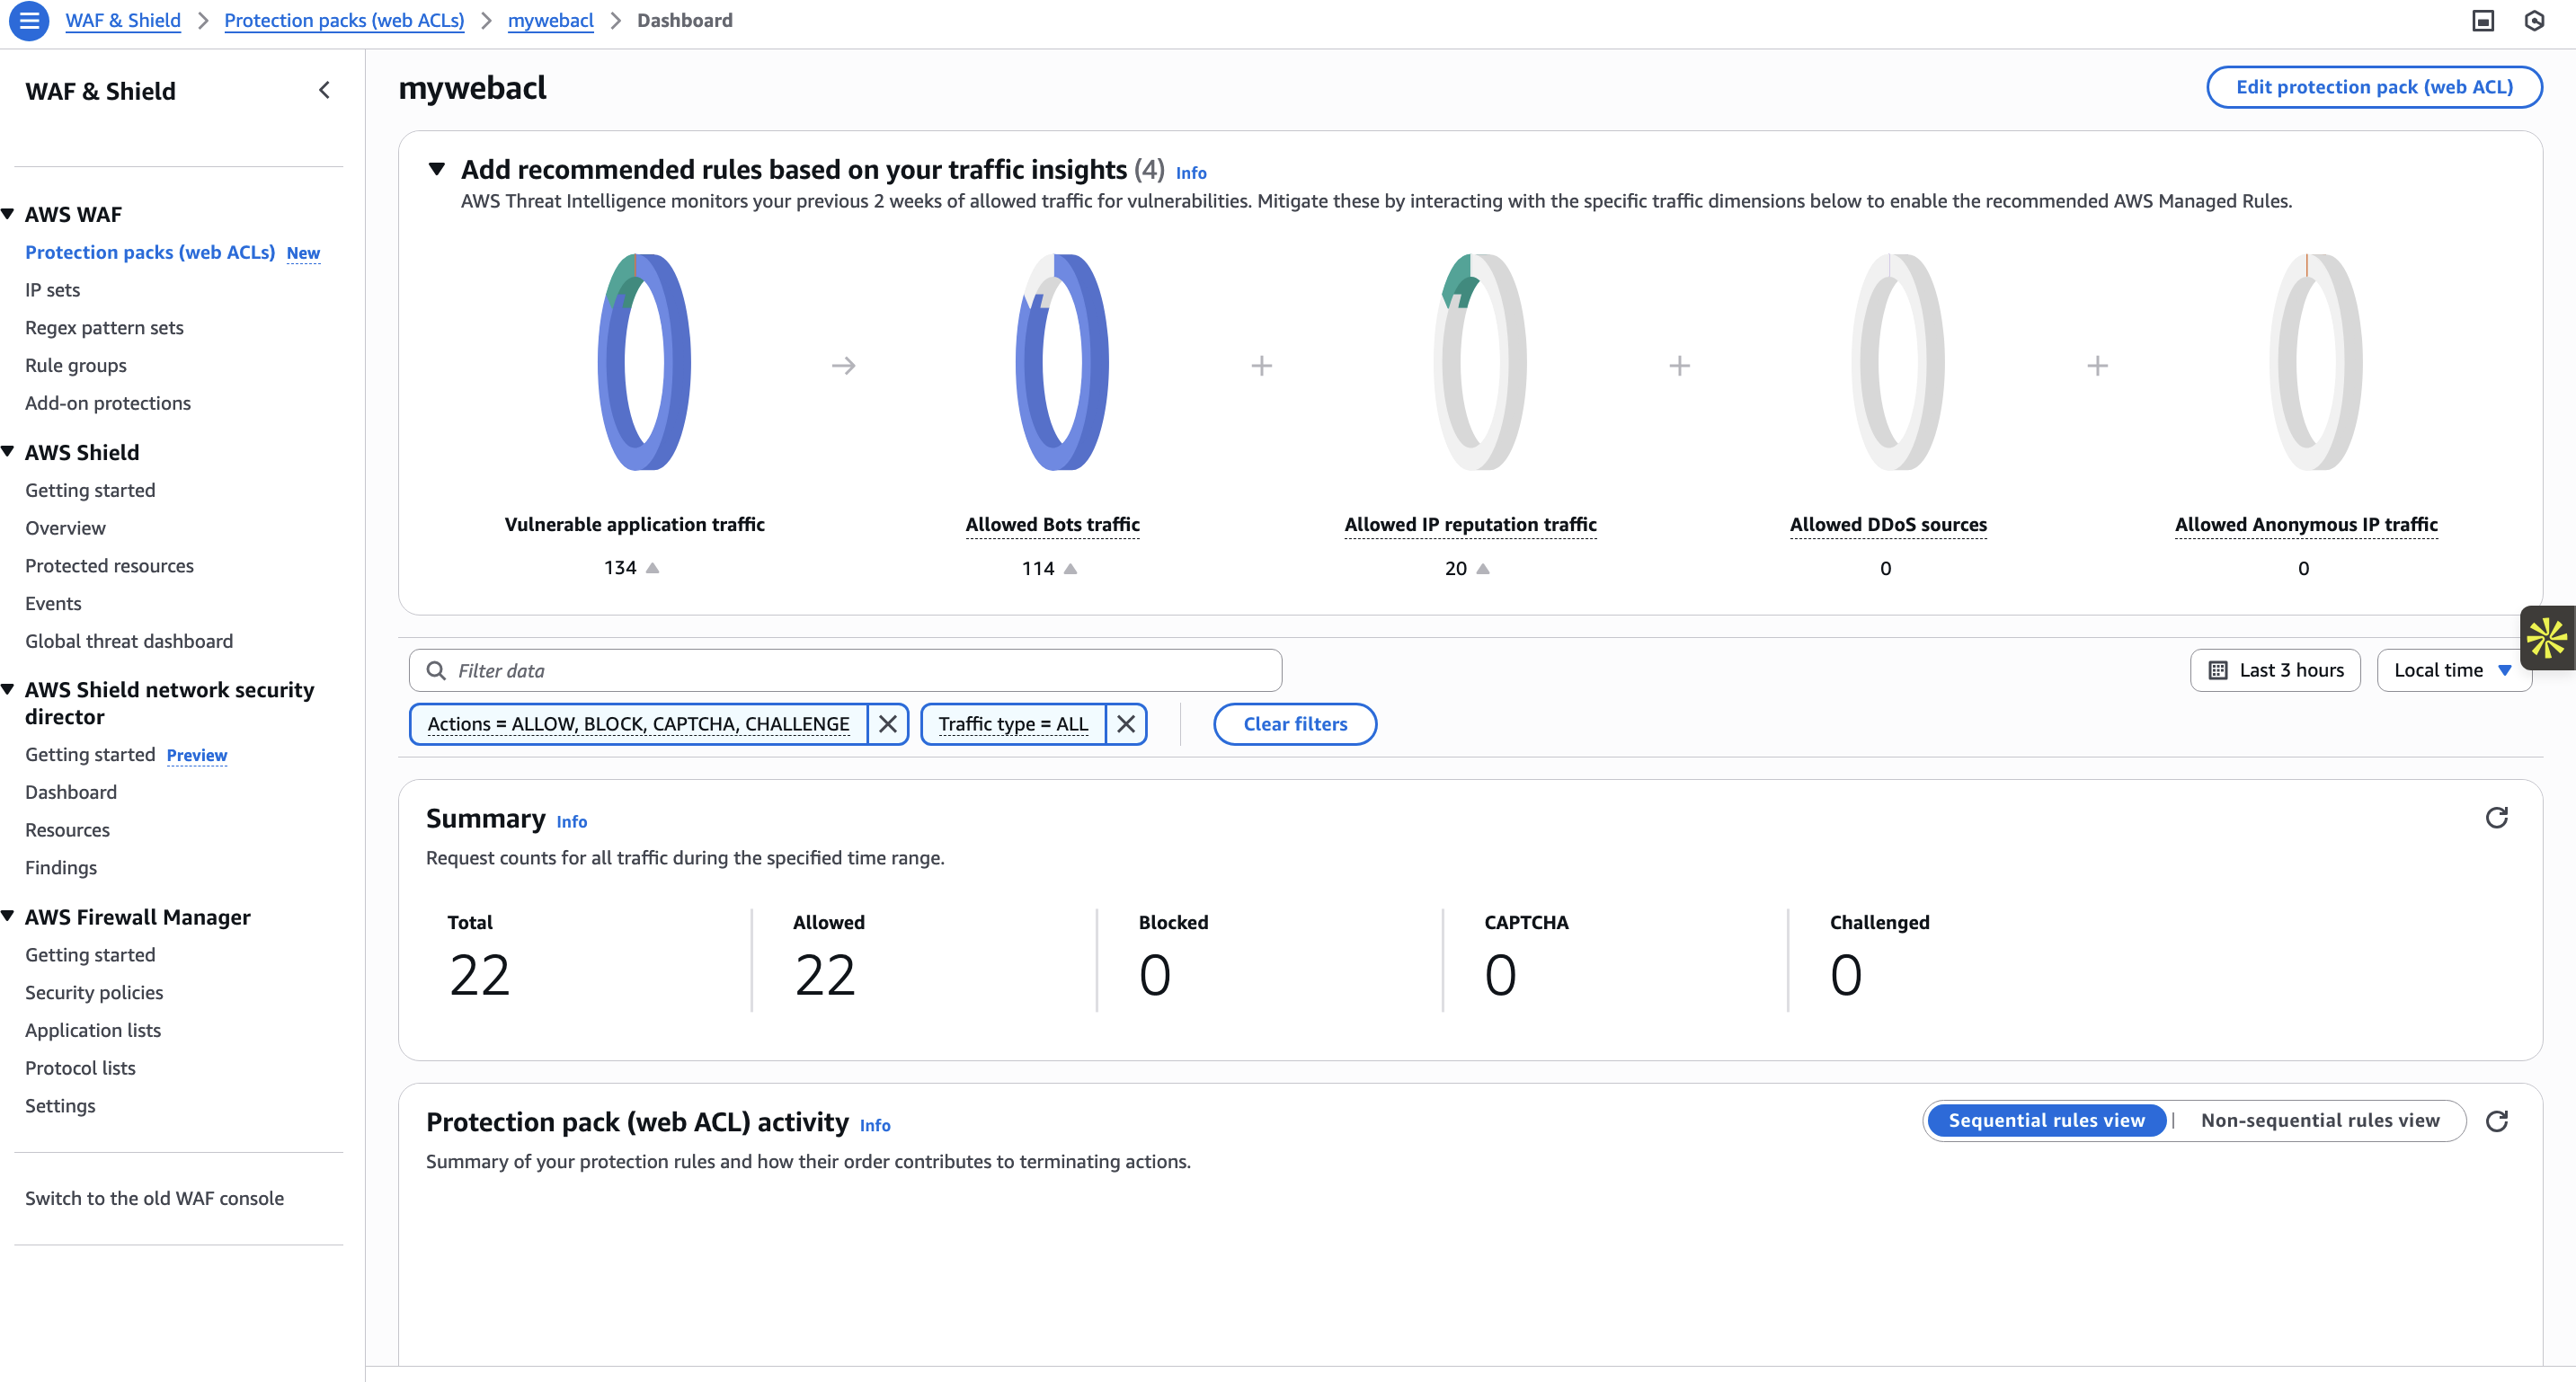 WAF & Shield > Protection packs (web ACLs) > mywebacl > Dashboard
WAF & Shield
AWS WAF
Protection packs (web ACLs) New
IP sets
Regex pattern sets
Rule groups
Add-on protections
AWS Shield
Getting started
Overview
Protected resources
Events
Global threat dashboard
AWS Shield network security
director
Getting started Preview
Dashboard
Resources
Findings
AWS Firewall Manager
Getting started
Security policies
Application lists
Protocol lists
Settings
Switch to the old WAF console
mywebacl
Edit protection pack (web ACL)
Add recommended rules based on your traffic insights (4) Info
AWS Threat Intelligence monitors your previous 2 weeks of allowed traffic for vulnerabilities. Mitigate these by interacting with the specific traffic dimensions below to enable the recommended AWS Managed Rules.
Vulnerable application traffic
134
Allowed Bots traffic
114
Allowed IP reputation traffic
20
Allowed DDoS sources
0
Allowed Anonymous IP traffic
0
Filter data
Last 3 hours
Local time
Actions = ALLOW, BLOCK, CAPTCHA, CHALLENGE
Traffic type = ALL
Clear filters
Summary Info
Request counts for all traffic during the specified time range.
Total
22
Allowed
22
Blocked
0
CAPTCHA
0
Challenged
0
Protection pack (web ACL) activity Info
Summary of your protection rules and how their order contributes to terminating actions.
Sequential rules view | Non-sequential rules view